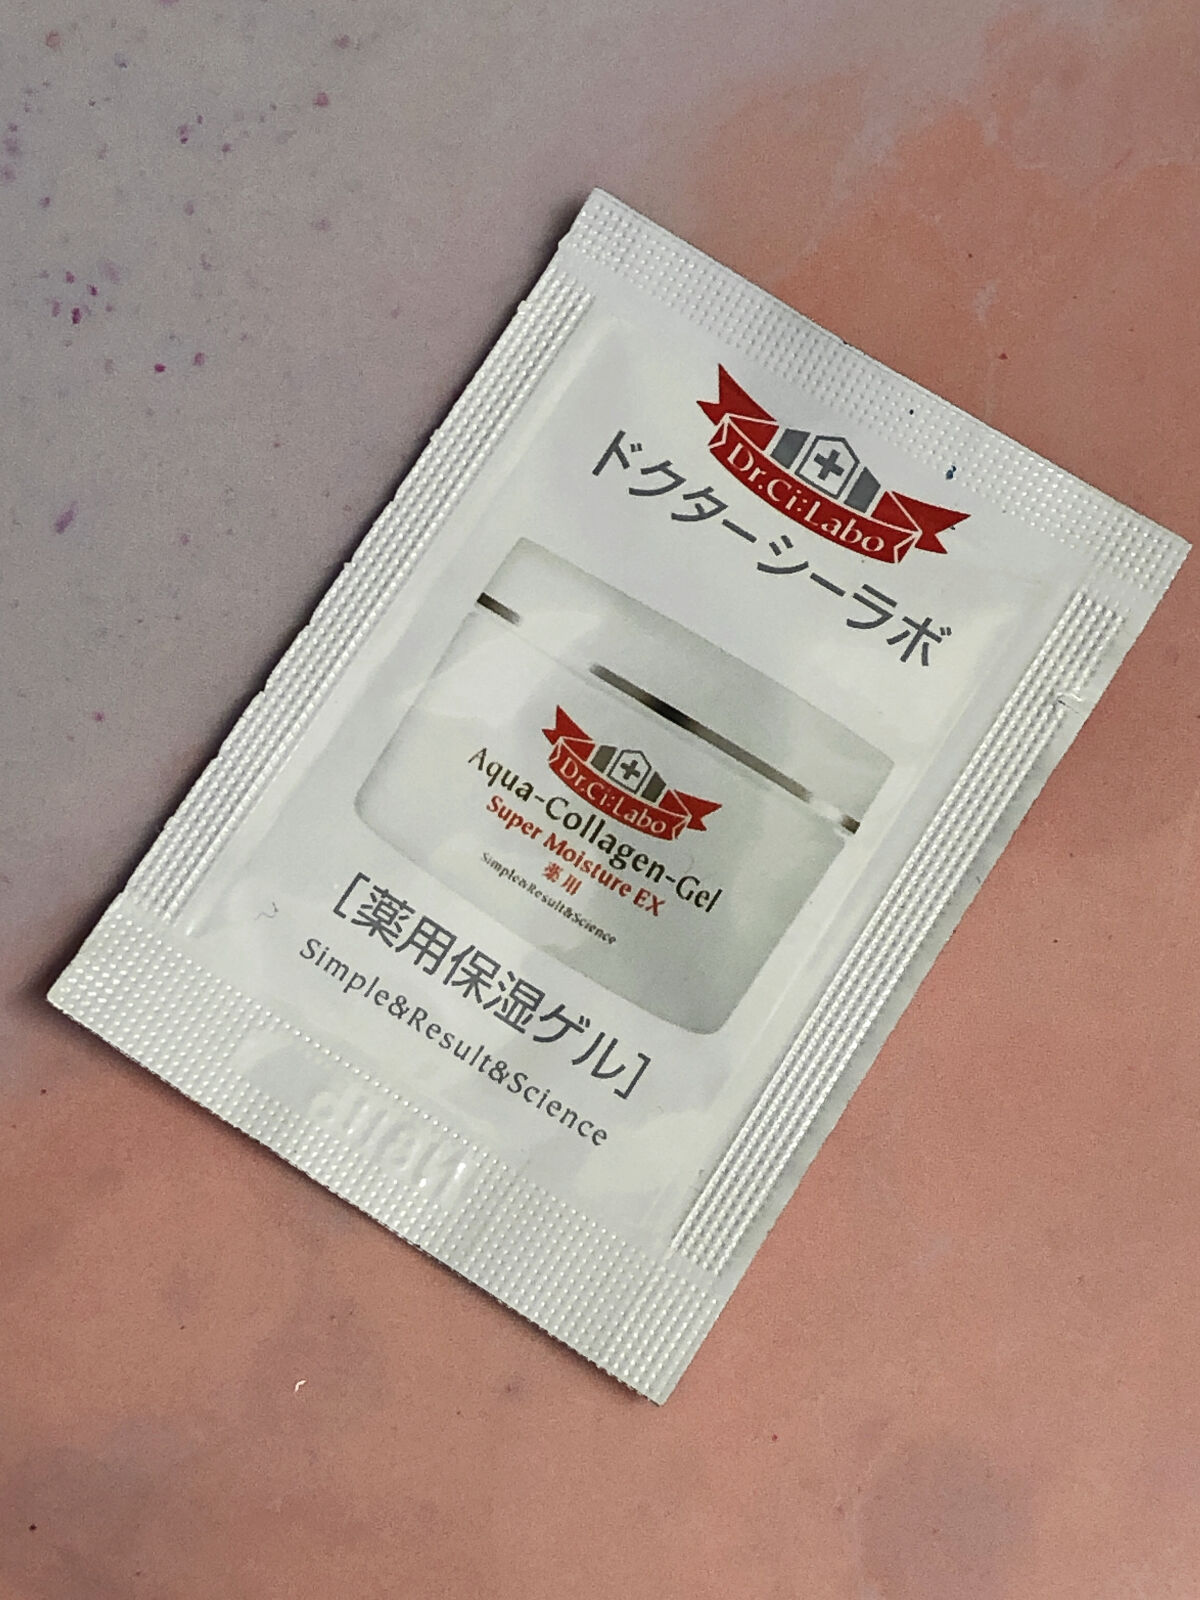 Dr.Ci:Labo
ドクターシーラボ
Dr.Ci:Labo
Aqua-Collagen-Gel
Super Moisture EX
薬用
Simple&Result&Science
［薬用保湿ゲル］
Simple&Result&Science